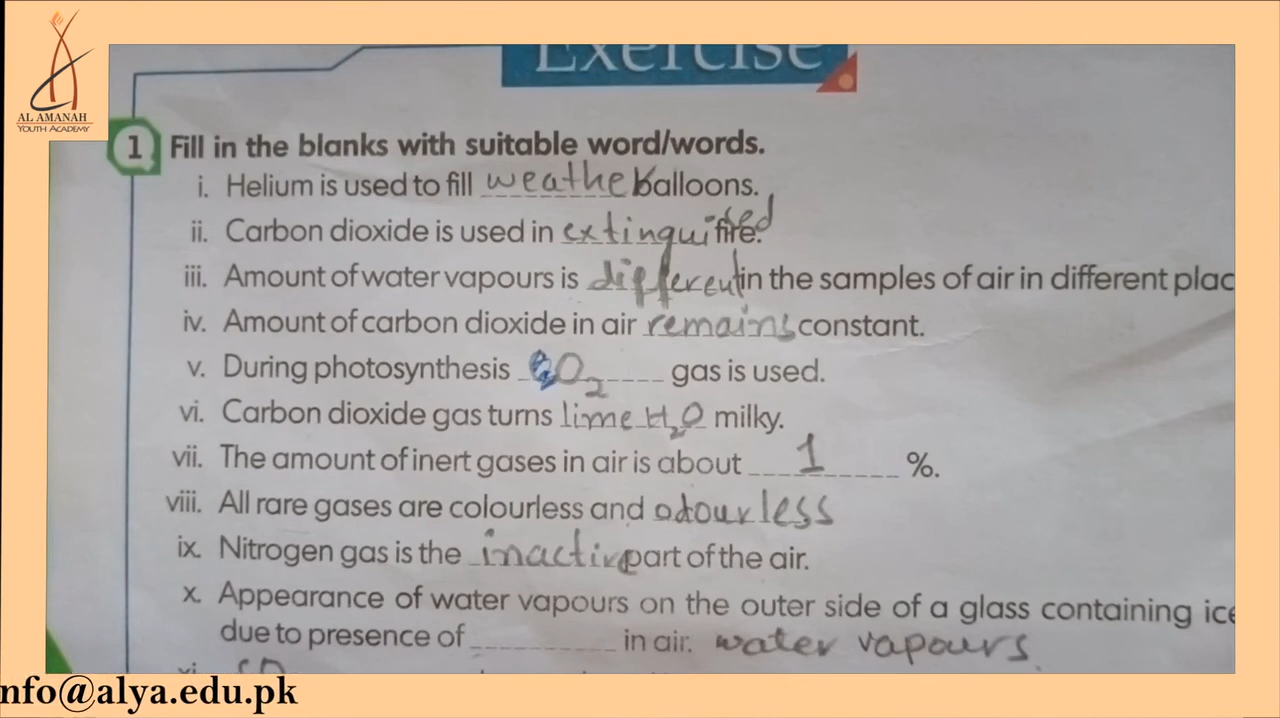 AL AMANAH
YOUTH ACADEMY
Exercise
1 Fill in the blanks with suitable word/words.
i. Helium is used to fill weather balloons.
ii. Carbon dioxide is used in extinguised fire.
iii. Amount of water vapours is different in the samples of air in different plac
iv. Amount of carbon dioxide in air remains constant.
v. During photosynthesis CO2 gas is used.
vi. Carbon dioxide gas turns lime H2O milky.
vii. The amount of inert gases in air is about 1 %.
viii. All rare gases are colourless and odourless
ix. Nitrogen gas is the inactive part of the air.
x. Appearance of water vapours on the outer side of a glass containing ice
due to presence of in air. water vapours
nfo@alya.edu.pk